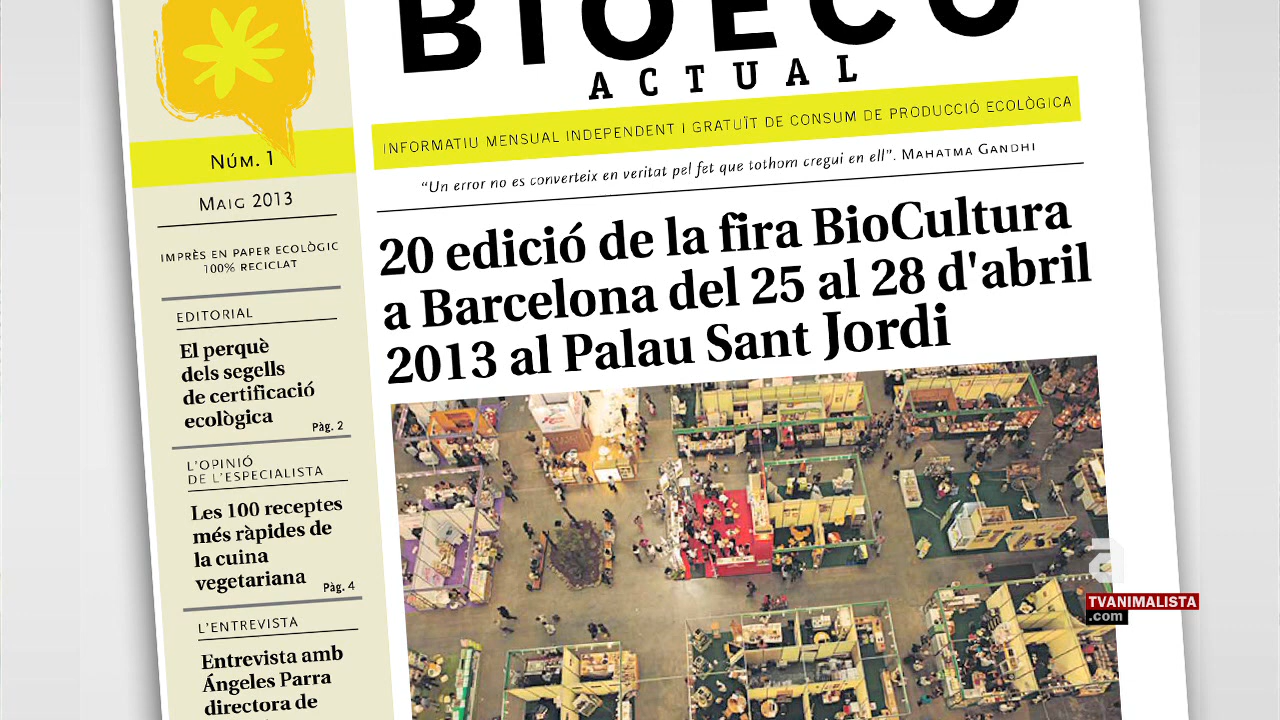 BIOECO
ACTUAL
INFORMATIU MENSUAL INDEPENDENT I GRATUÏT DE CONSUM DE PRODUCCIÓ ECOLÒGICA
"Un error no es converteix en veritat pel fet que tothom cregui en ell". MAHATMA GANDHI
NÚM. 1
MAIG 2013
IMPRÈS EN PAPER ECOLÒGIC
100% RECICLAT
EDITORIAL
El perquè
dels segells
de certificació
ecològica
Pàg. 2
L'OPINIÓ
DE L'ESPECIALISTA
Les 100 receptes
més ràpides de
la cuina
vegetariana
Pàg. 4
L'ENTREVISTA
Entrevista amb
Ángeles Parra
directora de
20 edició de la fira BioCultura
a Barcelona del 25 al 28 d'abril
2013 al Palau Sant Jordi
a
TVANIMALISTA
.com